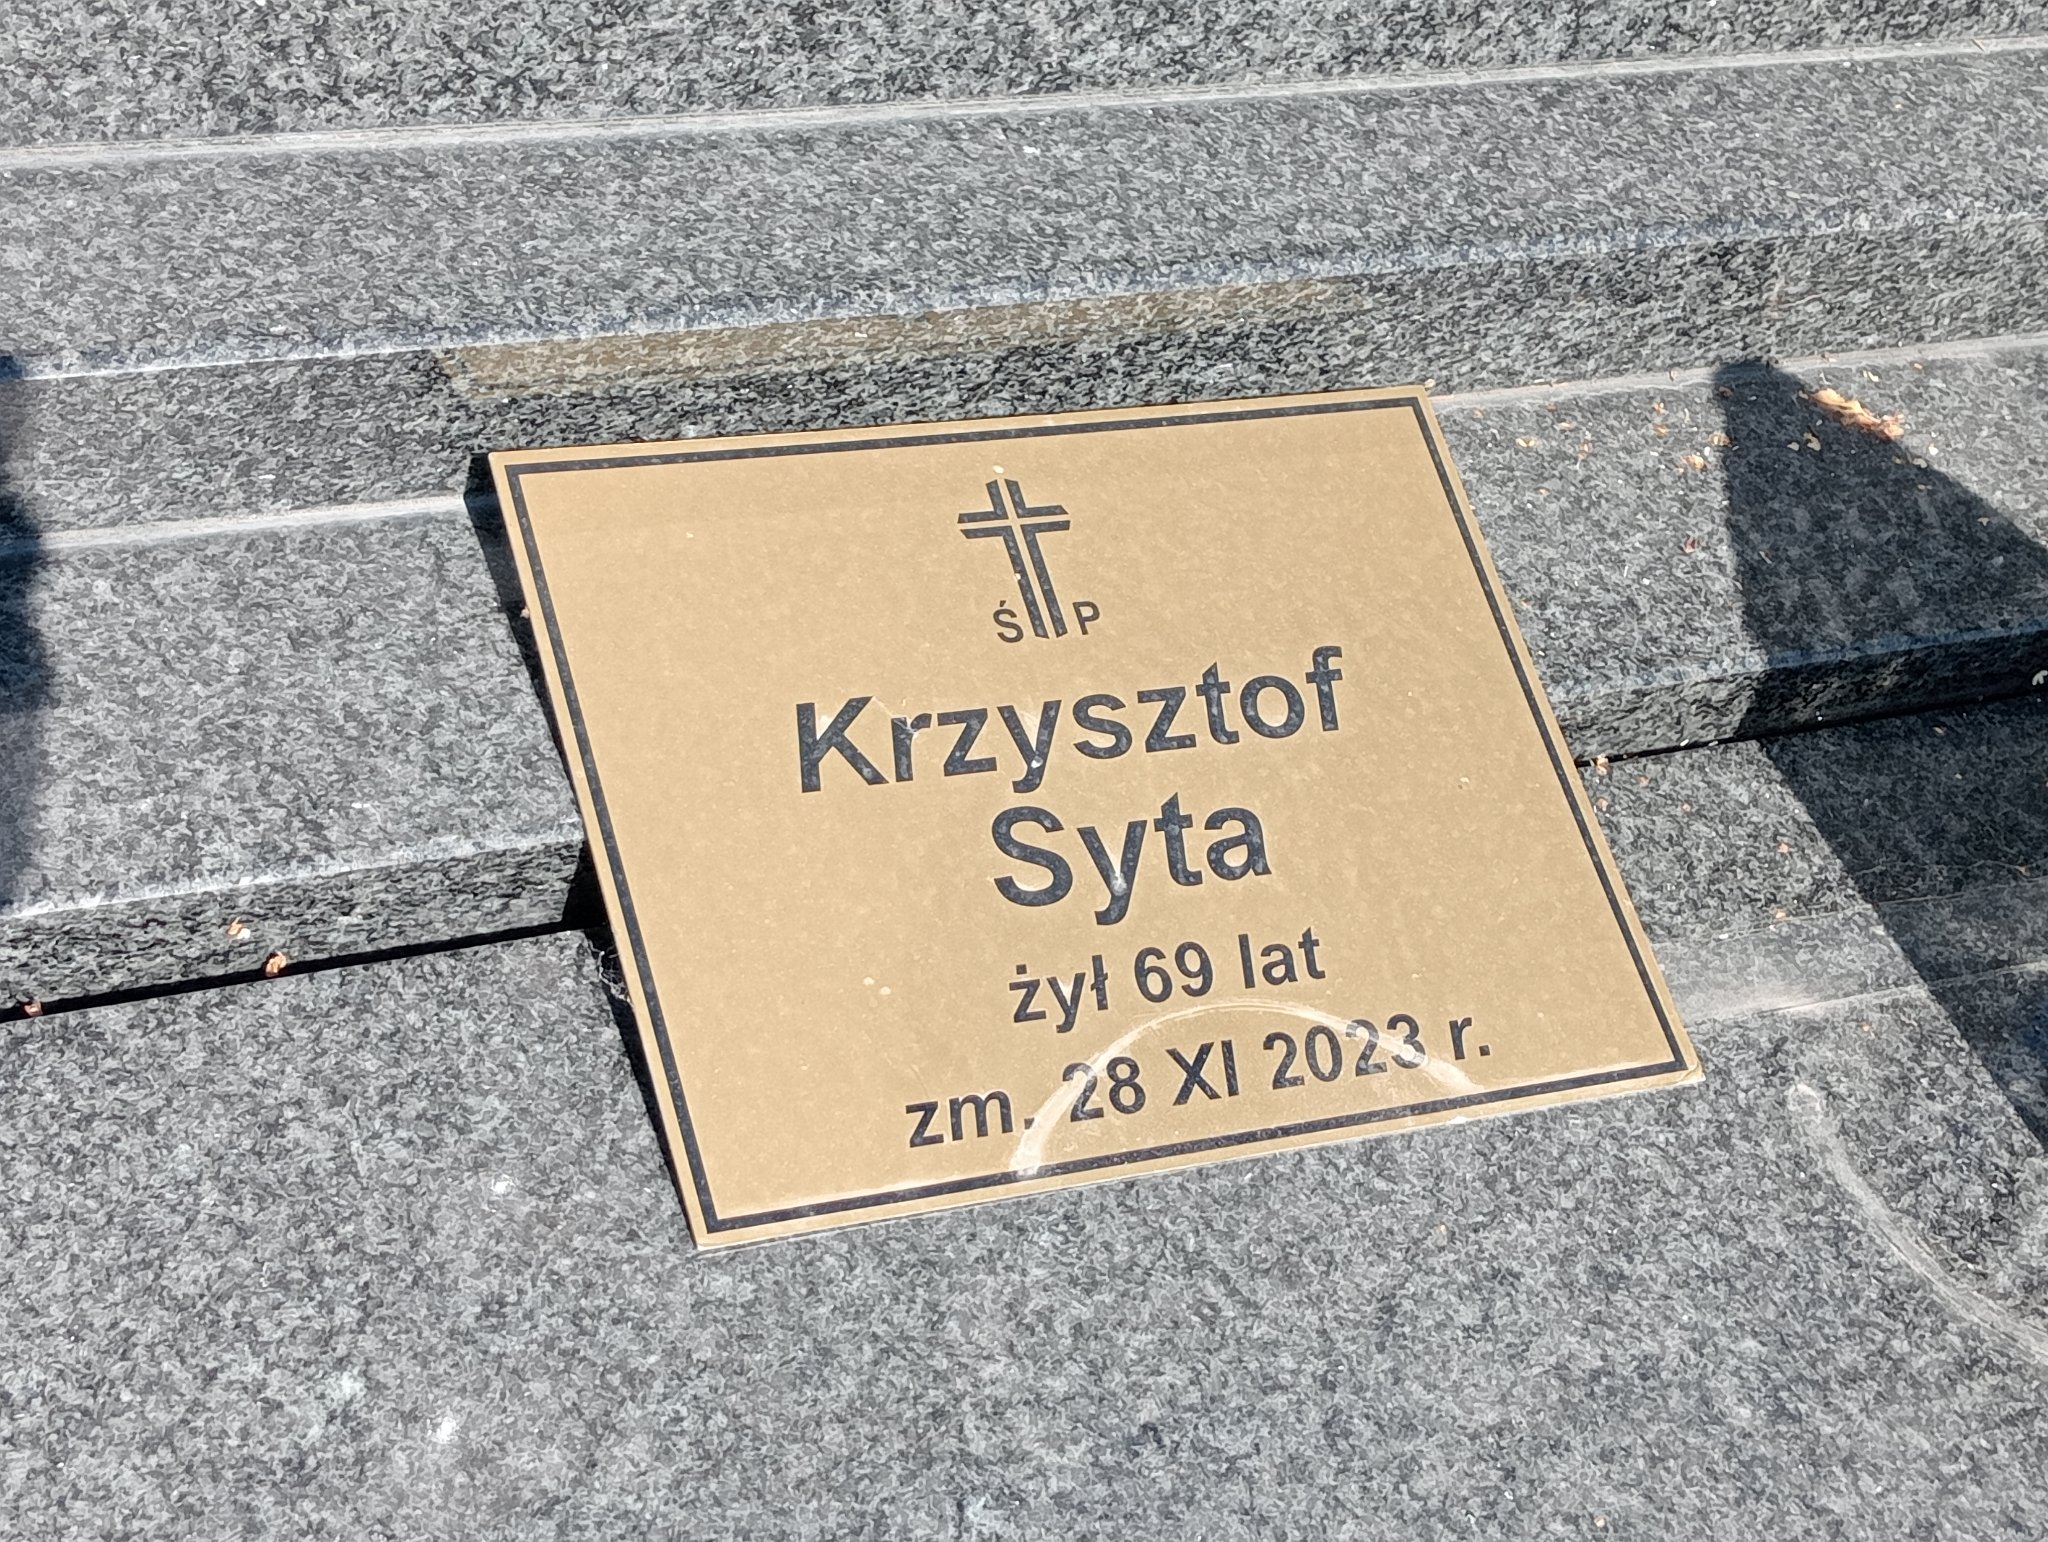 Ś P
Krzysztof
Syta
żył 69 lat
zm. 28 XI 2023 r.